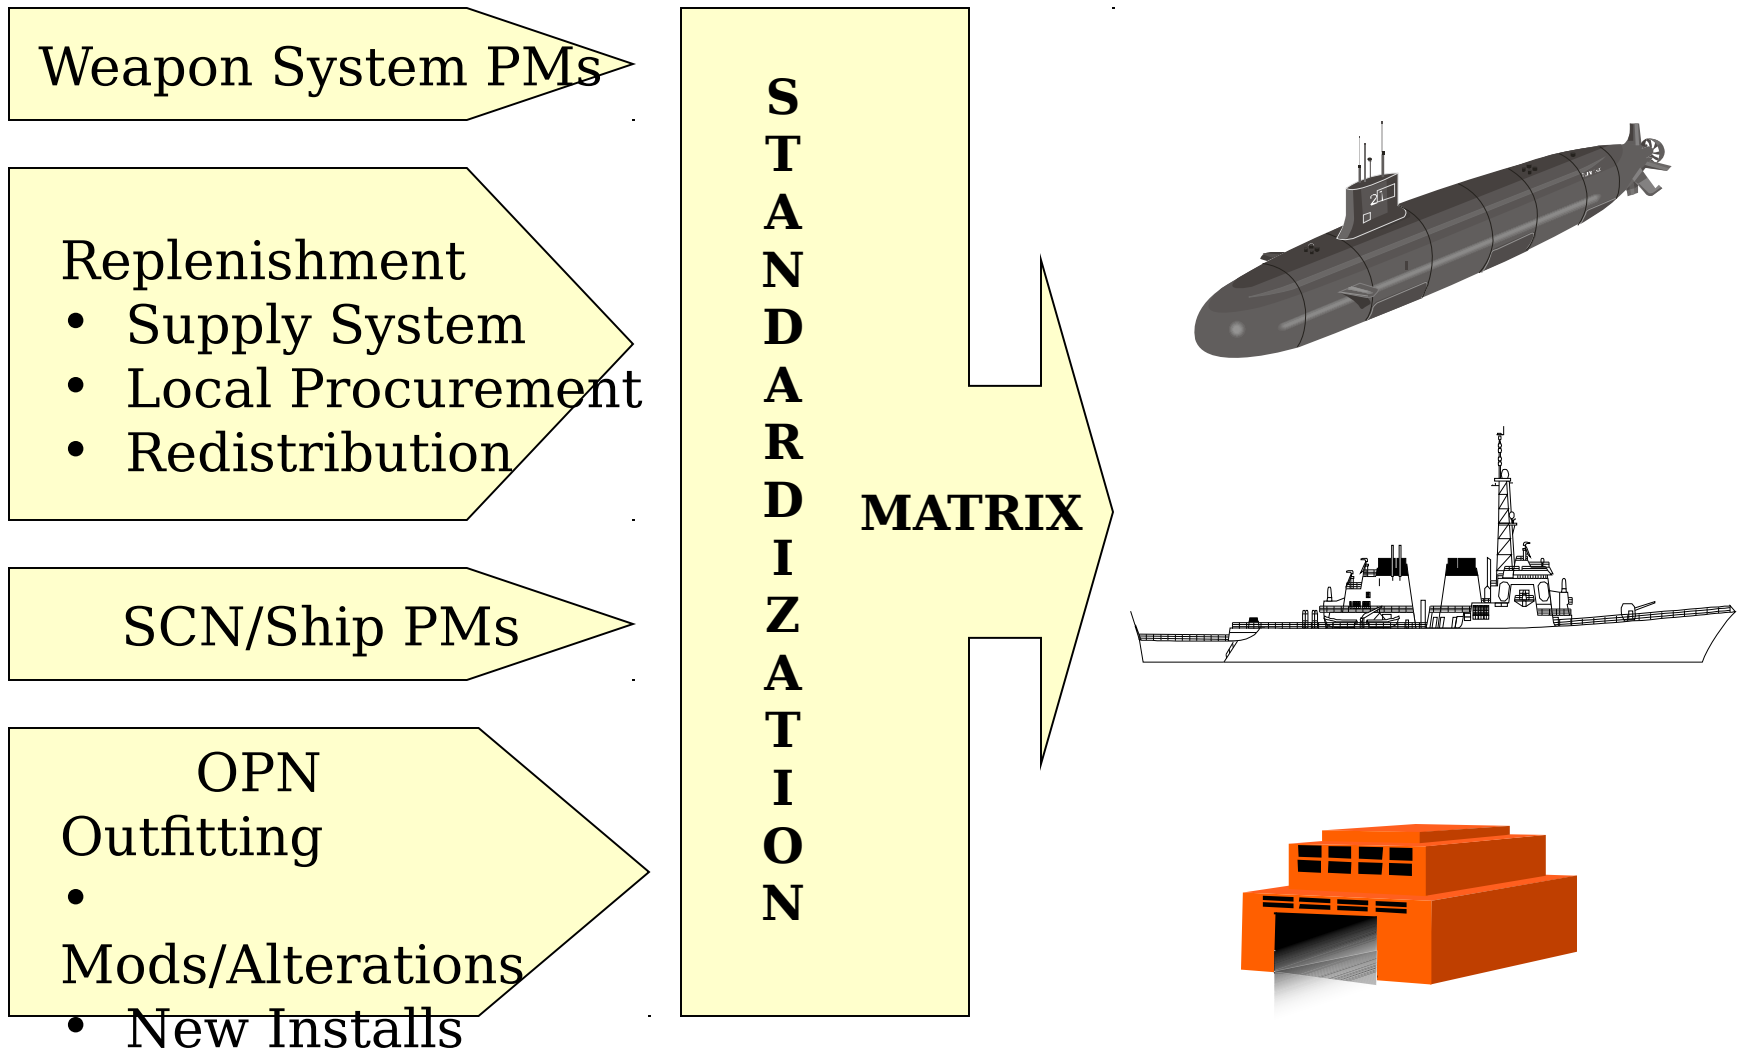 Weapon System PMs
Replenishment
• Supply System
• Local Procurement
• Redistribution
SCN/Ship PMs
OPN
Outfitting
•
Mods/Alterations
• New Installs
S
T
A
N
D
A
R
D
I
Z
A
T
I
O
N
MATRIX
21